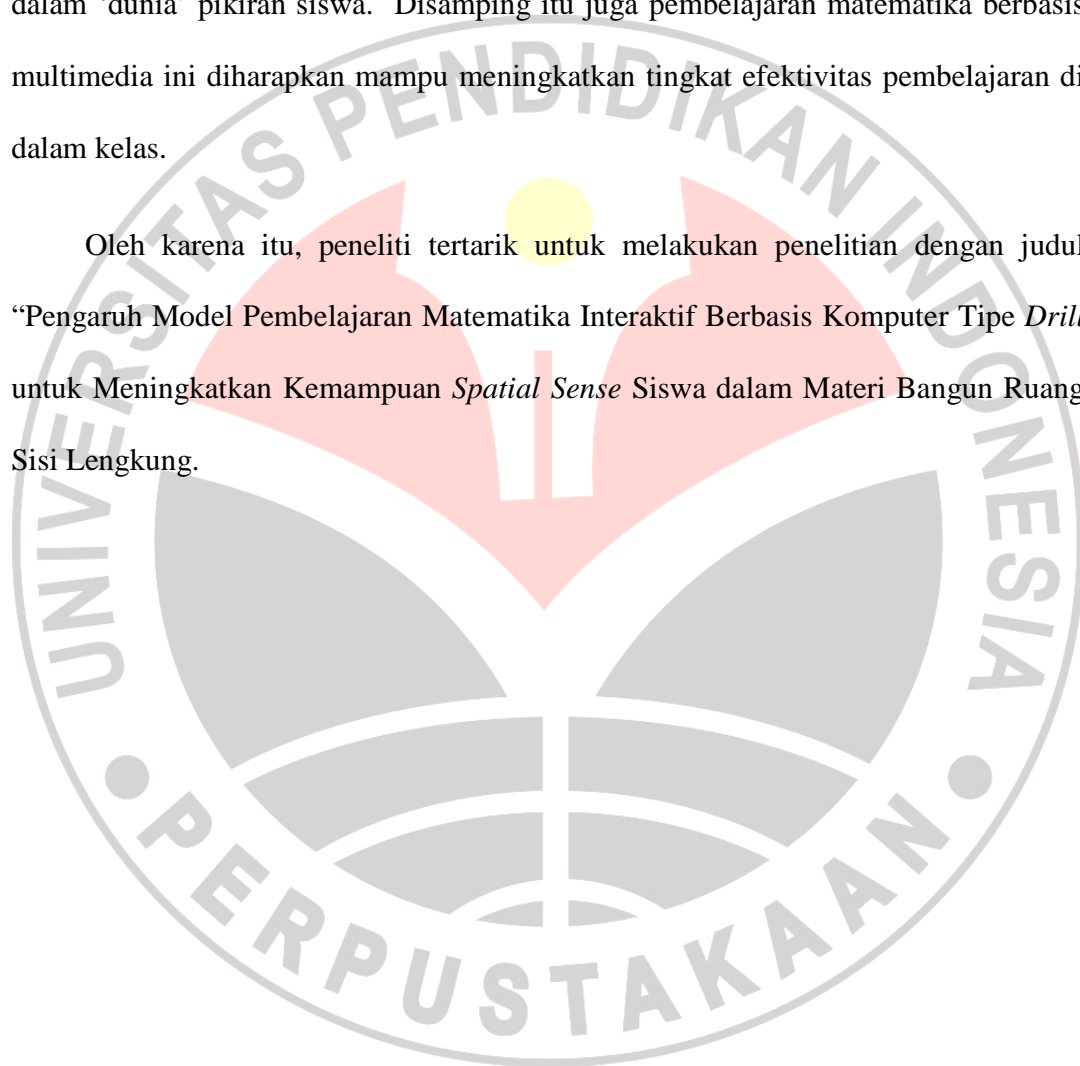 dalam ‘dunia’ pikiran siswa. Disamping itu juga pembelajaran matematika berbasis
multimedia ini diharapkan mampu meningkatkan tingkat efektivitas pembelajaran di
dalam kelas.
Oleh karena itu, peneliti tertarik untuk melakukan penelitian dengan judul
“Pengaruh Model Pembelajaran Matematika Interaktif Berbasis Komputer Tipe Drill
untuk Meningkatkan Kemampuan Spatial Sense Siswa dalam Materi Bangun Ruang
Sisi Lengkung.
UNIVERSITAS PENDIDIKAN INDONESIA
PERPUSTAKAAN